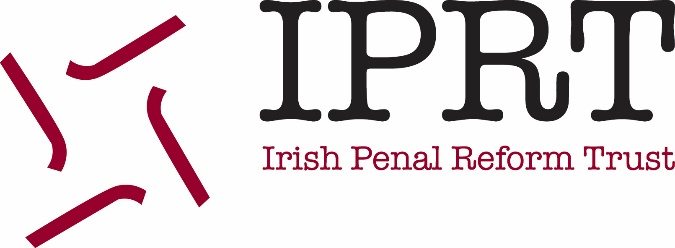 IPRT
Irish Penal Reform Trust